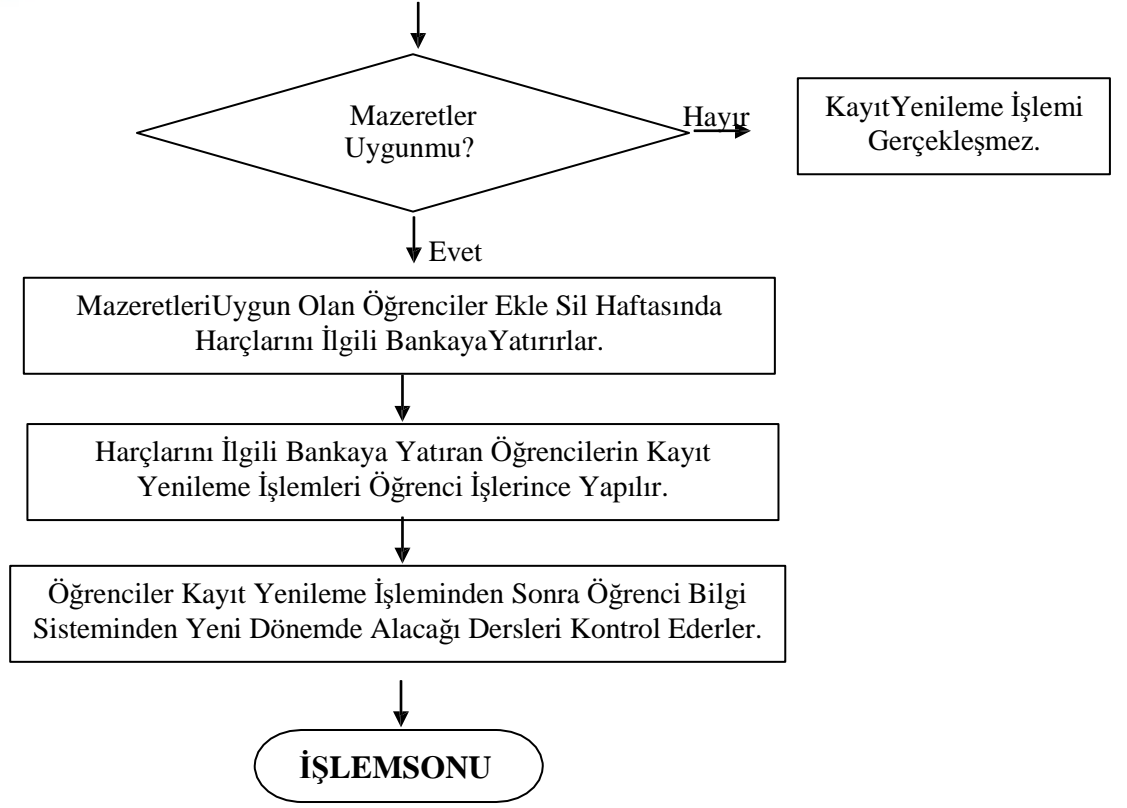 Mazeretler
Uygunmu?
Hayır
KayıtYenileme İşlemi
Gerçekleşmez.
Evet
MazeretleriUygun Olan Öğrenciler Ekle Sil Haftasında
Harçlarını İlgili BankayaYatırırlar.
Harçlarını İlgili Bankaya Yatıran Öğrencilerin Kayıt
Yenileme İşlemleri Öğrenci İşlerince Yapılır.
Öğrenciler Kayıt Yenileme İşleminden Sonra Öğrenci Bilgi
Sisteminden Yeni Dönemde Alacağı Dersleri Kontrol Ederler.
İŞLEMSONU